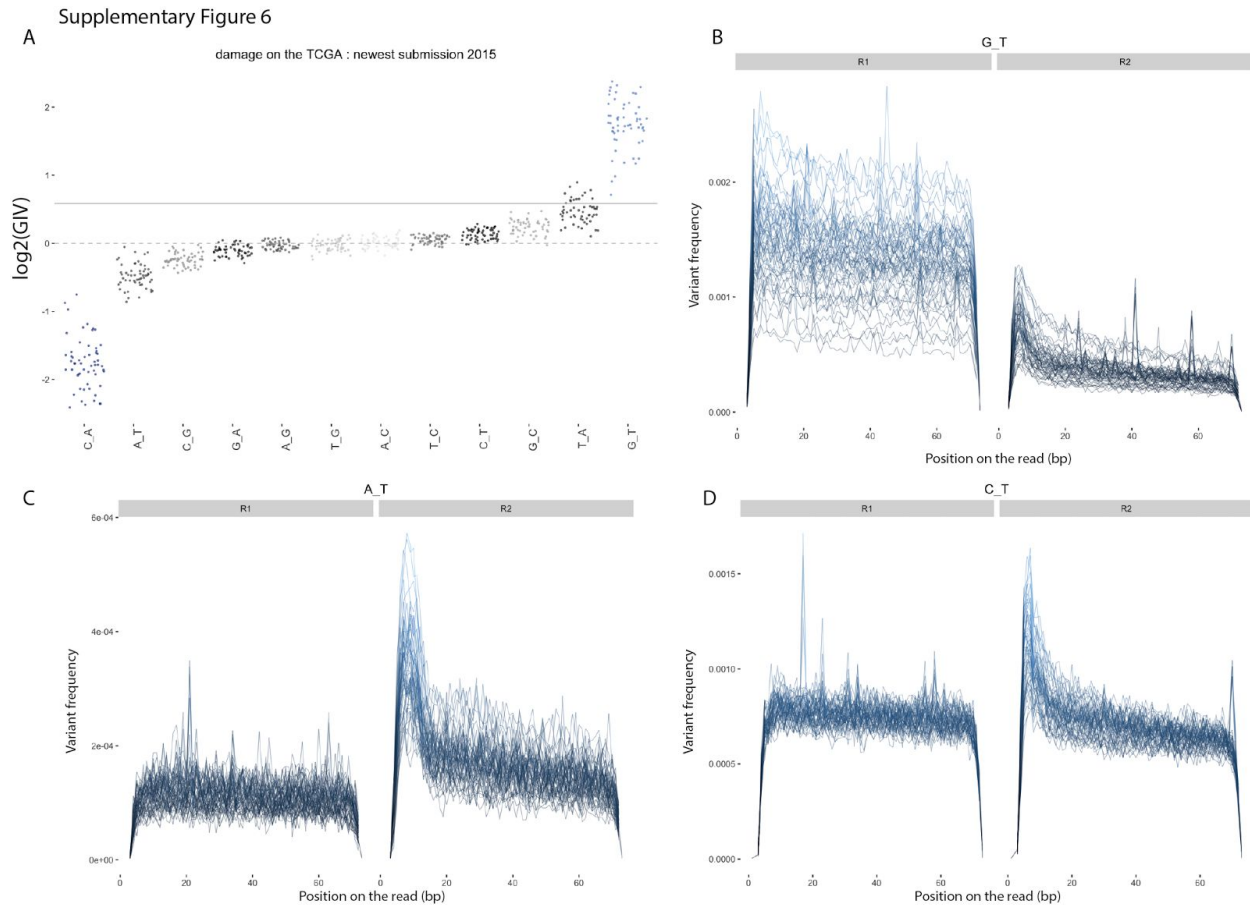 Supplementary Figure 6
A
damage on the TCGA : newest submission 2015
log2(GIV)
2
1
0
-1
-2
C_A
A_T
C_G
G_A
A_G
T_G
A_C
T_C
C_T
G_C
T_A
G_T
B
G_T
R1
R2
Variant frequency
0.002
0.001
0.000
0
20
40
60
0
20
40
60
Position on the read (bp)
C
A_T
R1
R2
Variant frequency
6e-04
4e-04
2e-04
0e+00
0
20
40
60
0
20
40
60
Position on the read (bp)
D
C_T
R1
R2
Variant frequency
0.0015
0.0010
0.0005
0.0000
0
20
40
60
0
20
40
60
Position on the read (bp)